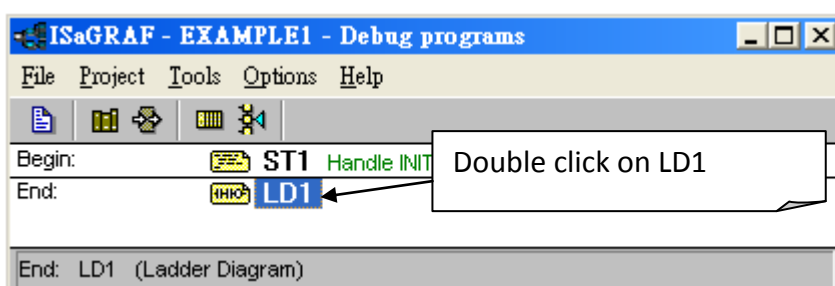 ISaGRAF - EXAMPLE1 - Debug programs
File Project Tools Options Help
Begin: ST1 Handle INIT
Double click on LD1
End: LD1
End: LD1 (Ladder Diagram)